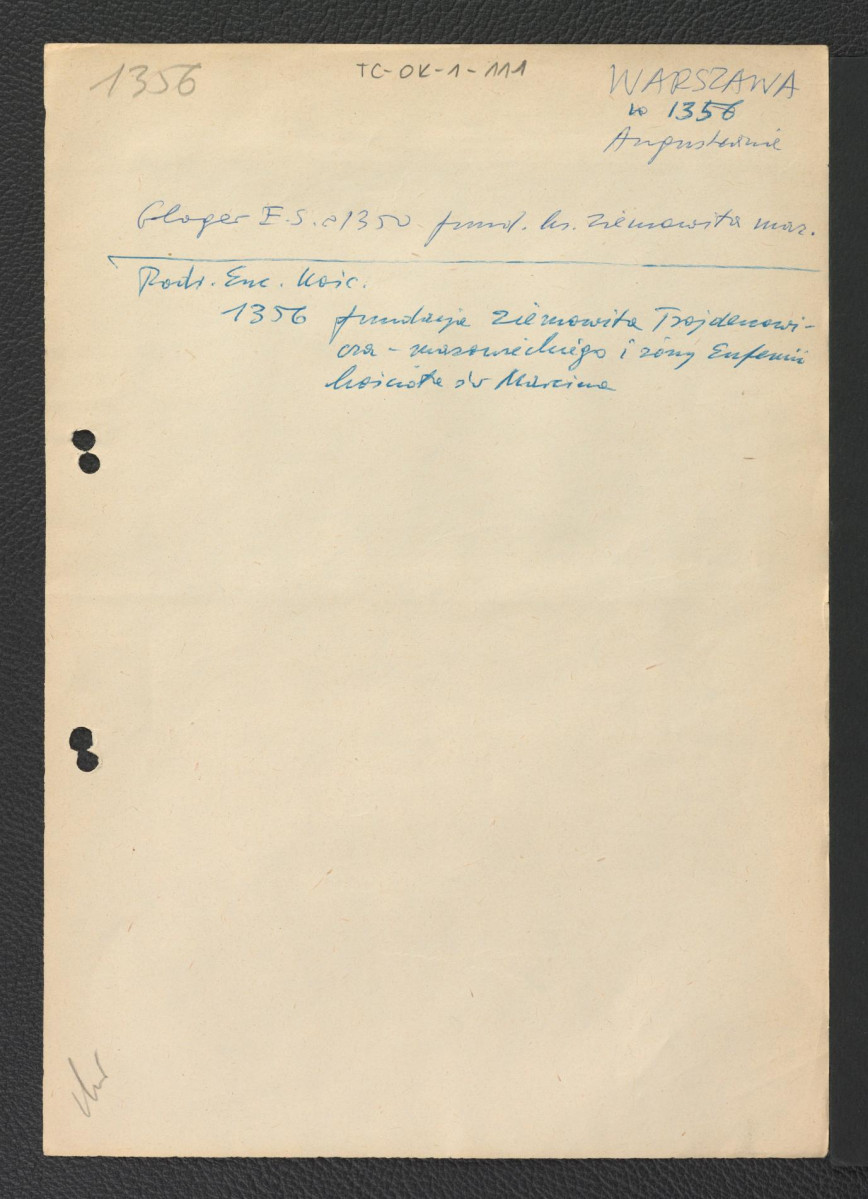 1356
TC-OK-1-111
WARSZAWA
1356
Augustianie
Gloger E.S. 1350 fund. ks. Ziemowita maz.
Podr. Enc. Kośc.
1356 fundacja Ziemowita Trojdenowi-
cza - mazowieckiego i żony Eufemii
kościoła św Marcina